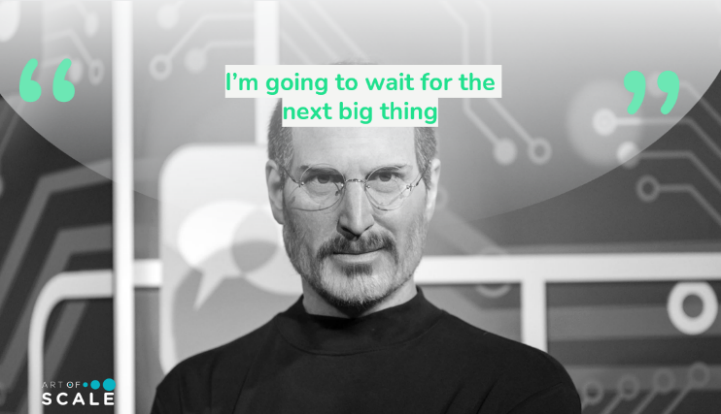 “ I’m going to wait for the ”
next big thing
ART OF
SCALE